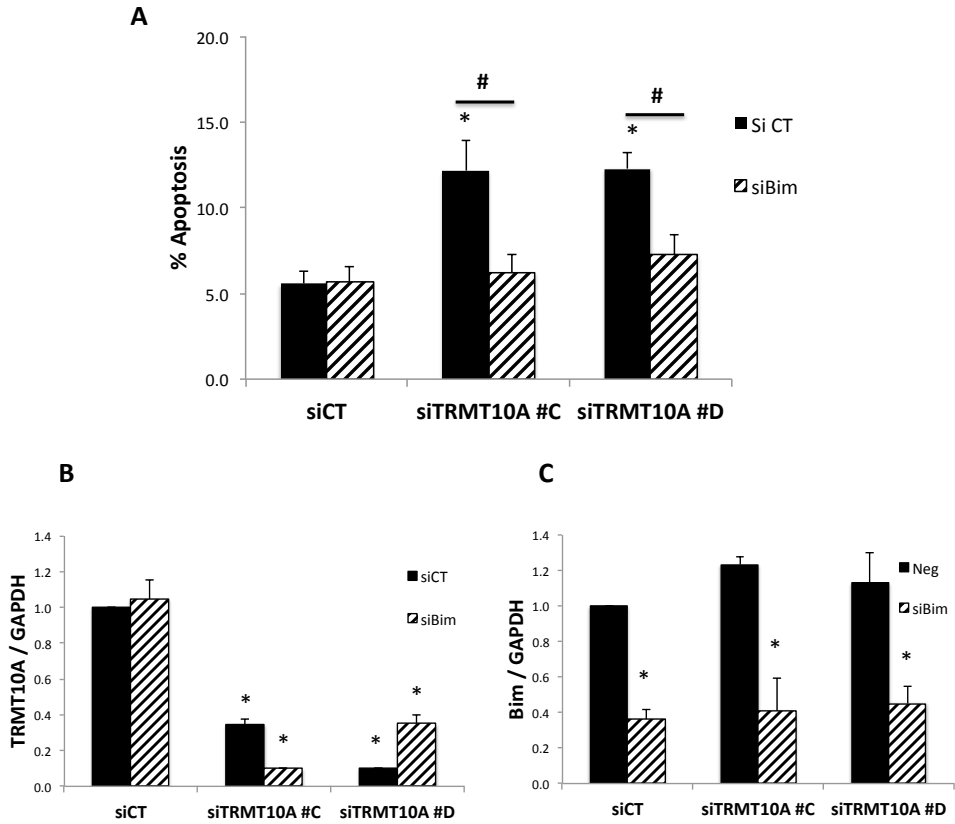 A
20.0
15.0
10.0
5.0
0.0
% Apoptosis
#
*
#
*
Si CT
siBim
siCT
siTRMT10A #C
siTRMT10A #D
B
1.4
1.2
1.0
0.8
0.6
0.4
0.2
0.0
TRMT10A / GAPDH
siCT
siBim
*
*
*
*
siCT
siTRMT10A #C
siTRMT10A #D
C
1.4
1.2
1.0
0.8
0.6
0.4
0.2
0.0
Bim / GAPDH
Neg
siBim
*
*
*
siCT
siTRMT10A #C
siTRMT10A #D